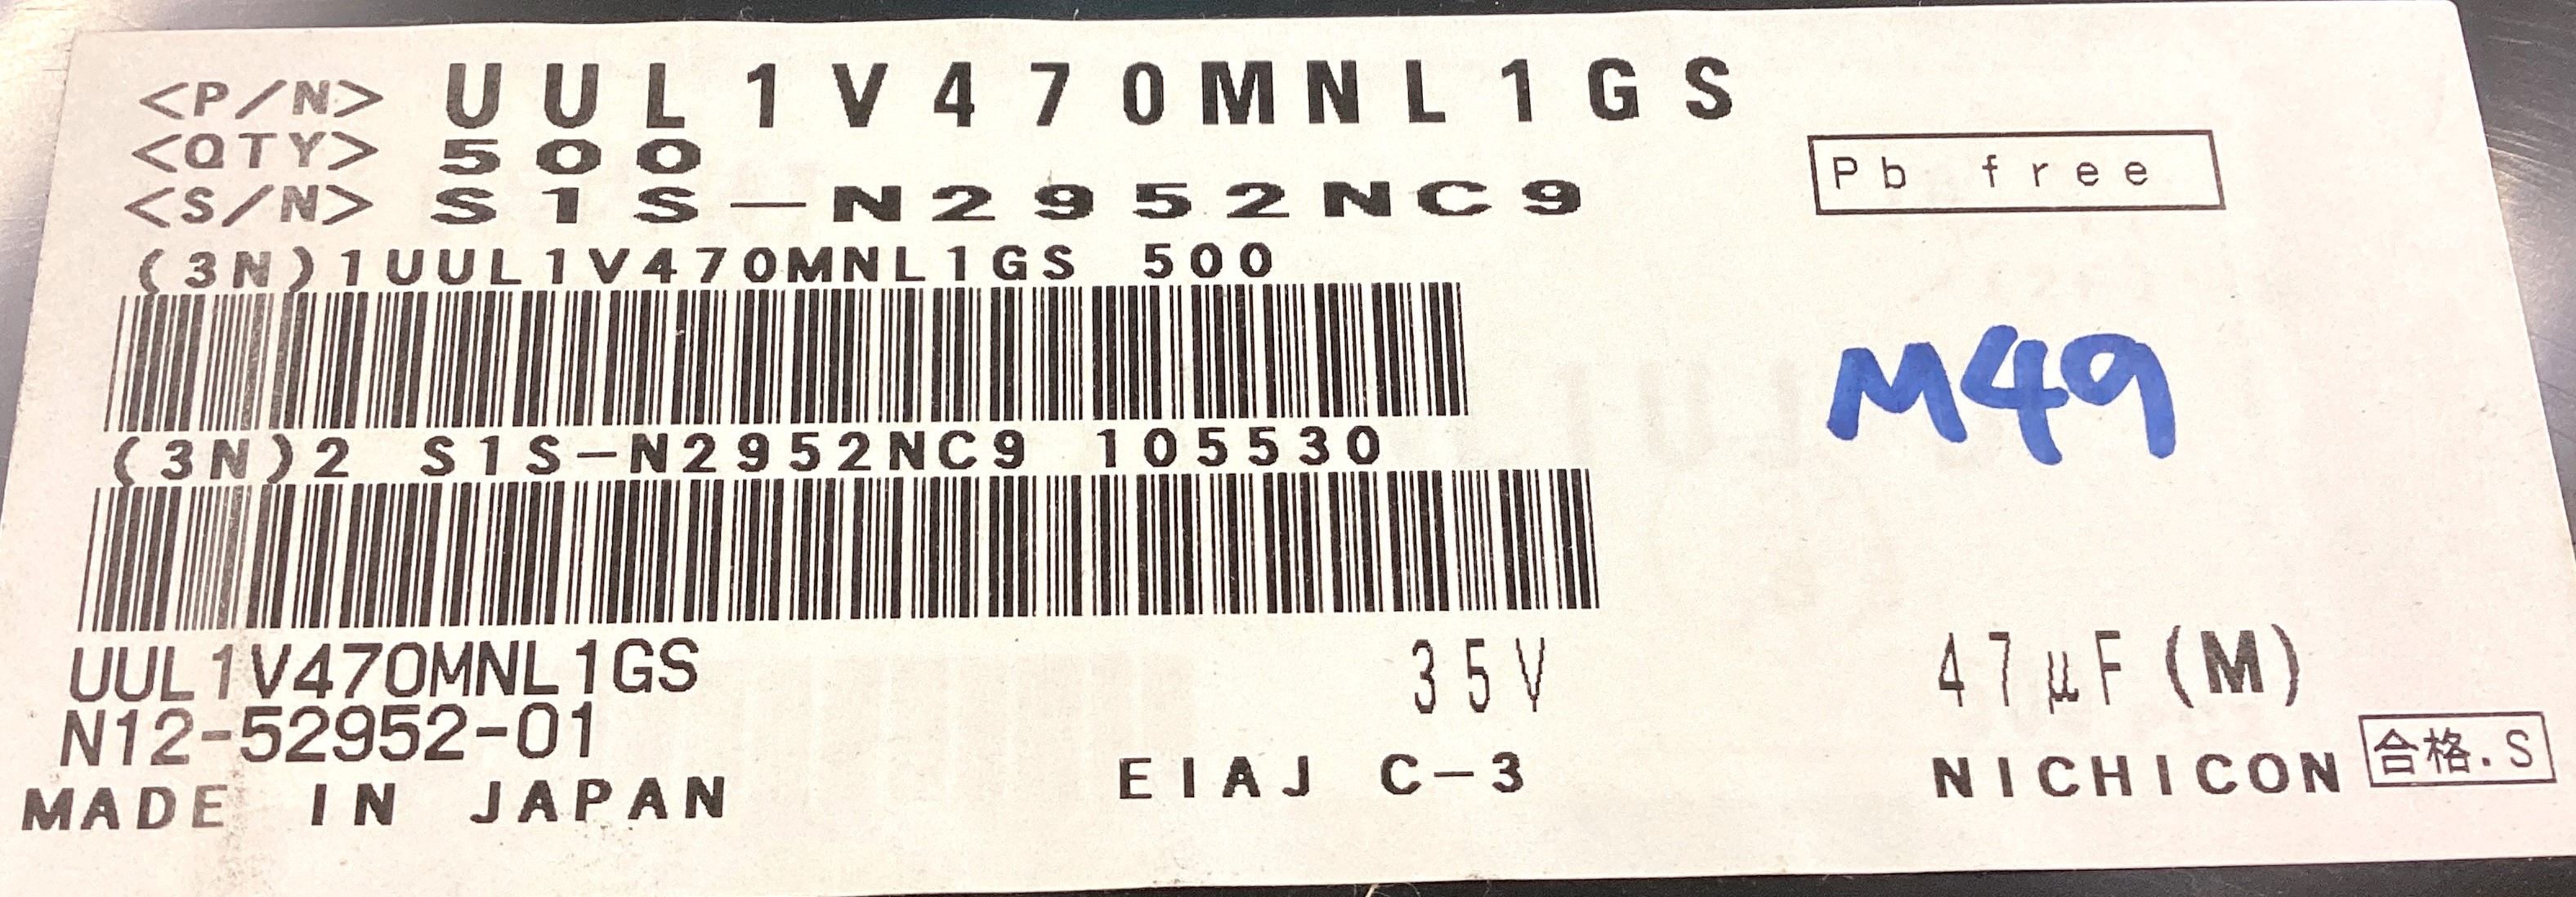 <P/N> UUL1V470MNL1GS
<QTY> 500
<S/N> S1S-N2952NC9
Pb free
(3N)1UUL1V470MNL1GS 500
M49
(3N)2 S1S-N2952NC9 105530
UUL1V470MNL1GS 35V 47μF(M)
N12-52952-01
MADE IN JAPAN EIAJ C-3 NICHICON 合格.S